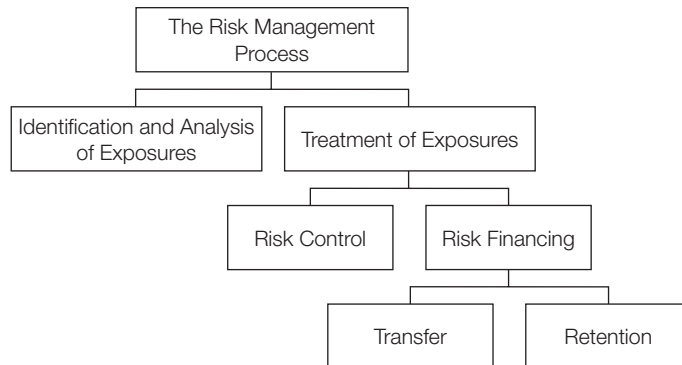 The Risk Management
Process
Identification and Analysis
of Exposures
Treatment of Exposures
Risk Control
Risk Financing
Transfer
Retention